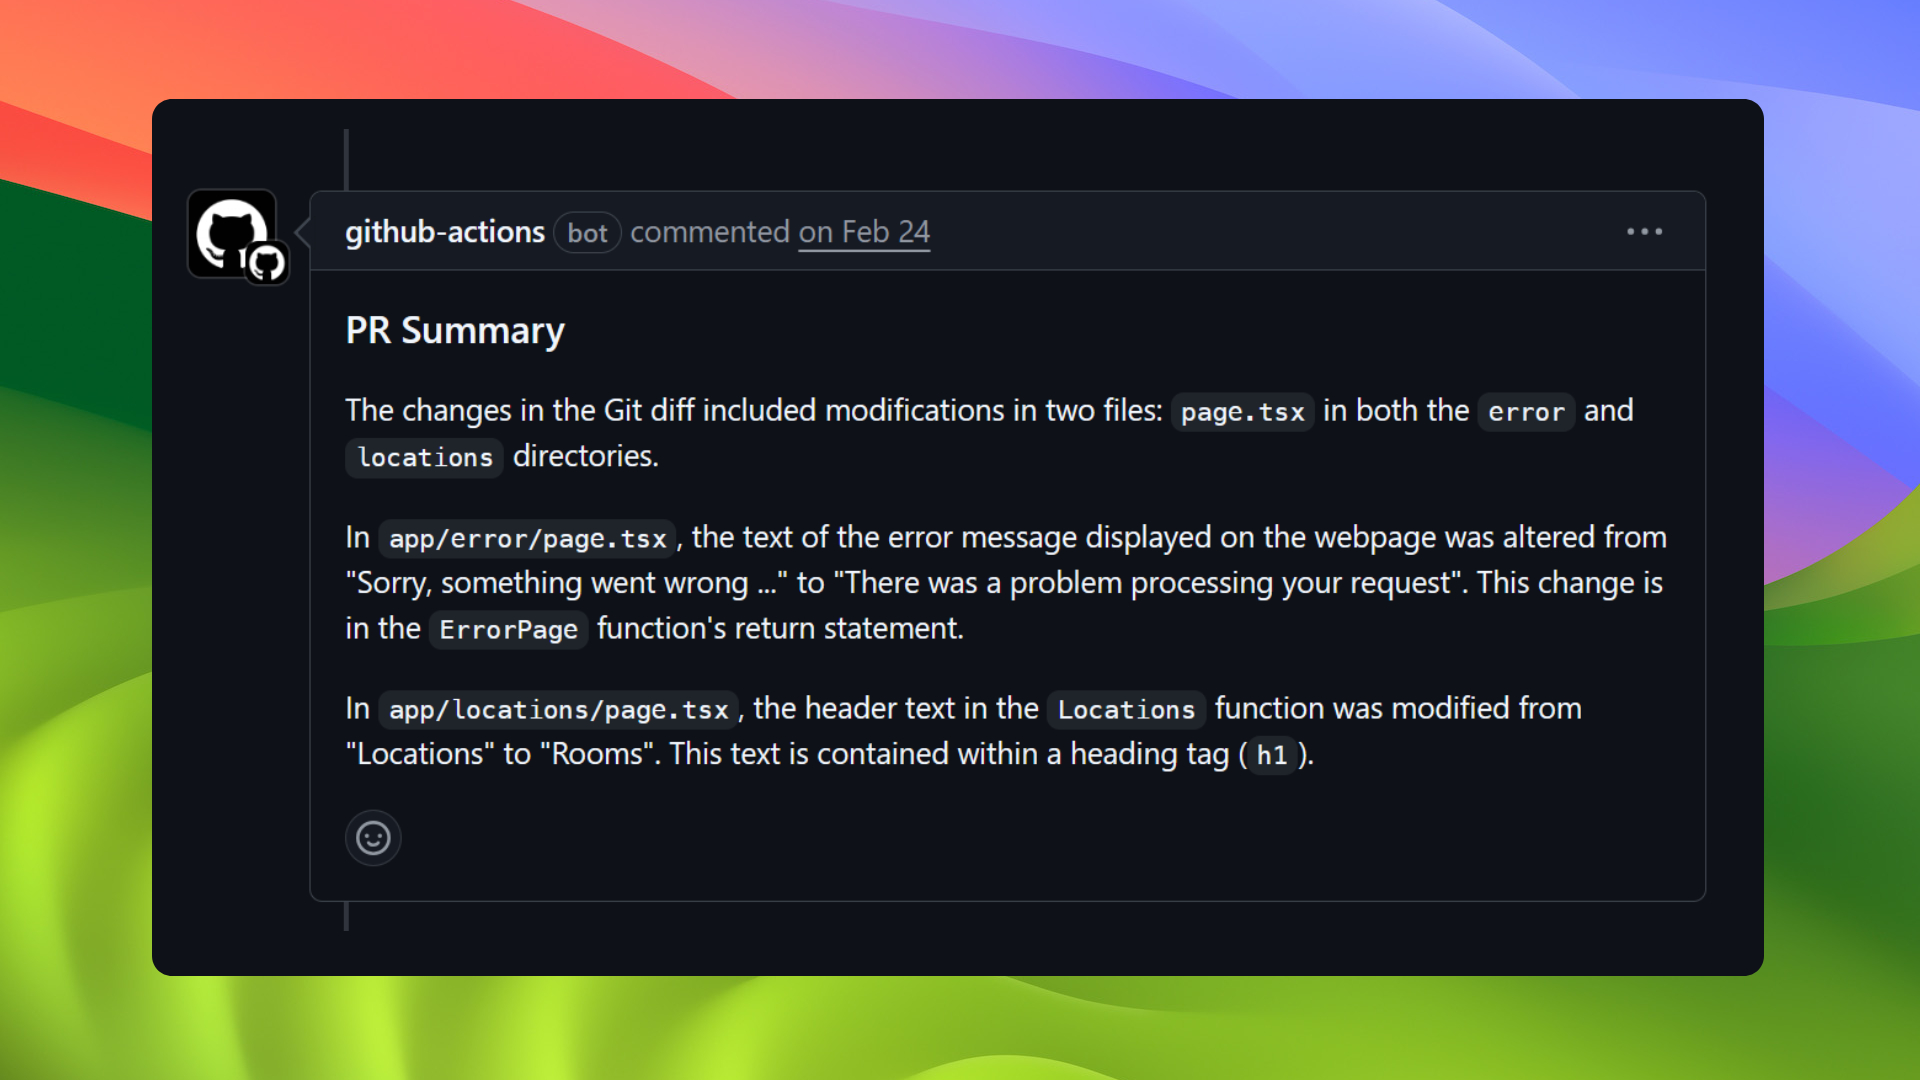 github-actions bot commented on Feb 24
PR Summary
The changes in the Git diff included modifications in two files: page.tsx in both the error and
locations directories.
In app/error/page.tsx, the text of the error message displayed on the webpage was altered from
"Sorry, something went wrong ..." to "There was a problem processing your request". This change is
in the ErrorPage function's return statement.
In app/locations/page.tsx, the header text in the Locations function was modified from
"Locations" to "Rooms". This text is contained within a heading tag (h1).